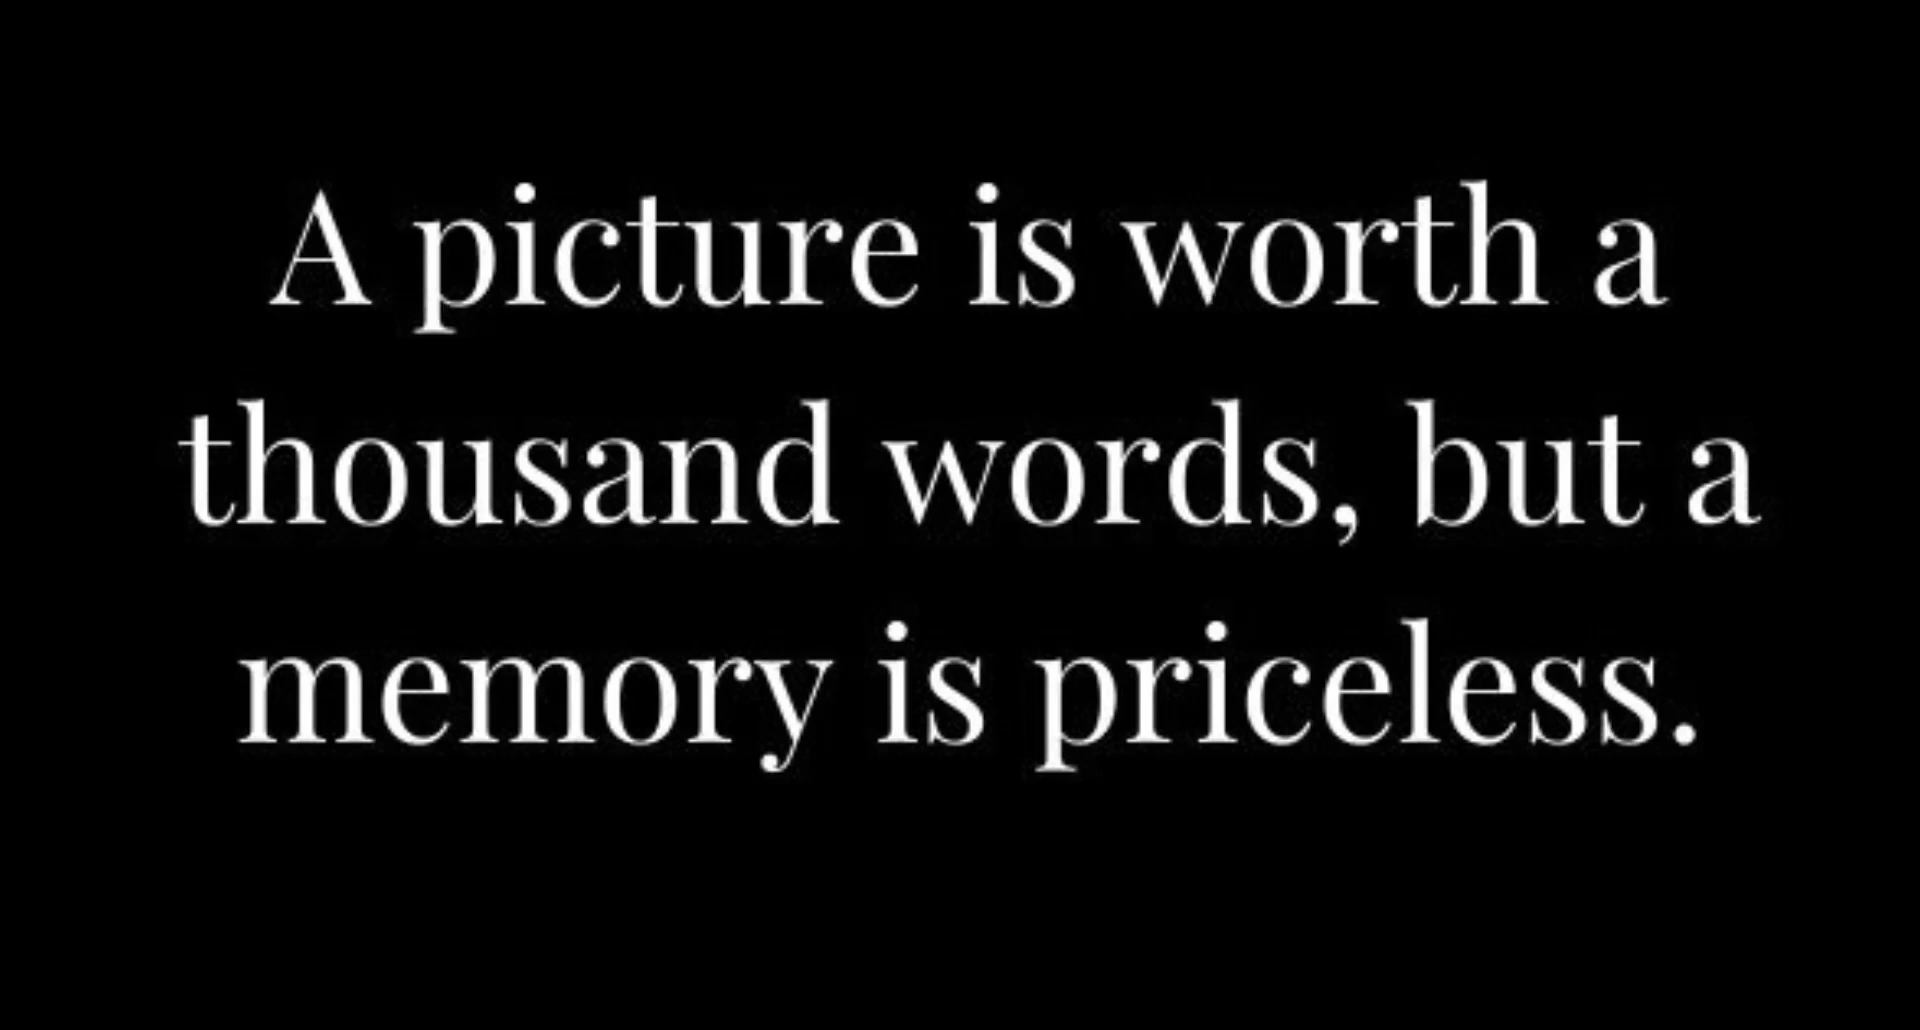 A picture is worth a
thousand words, but a
memory is priceless.